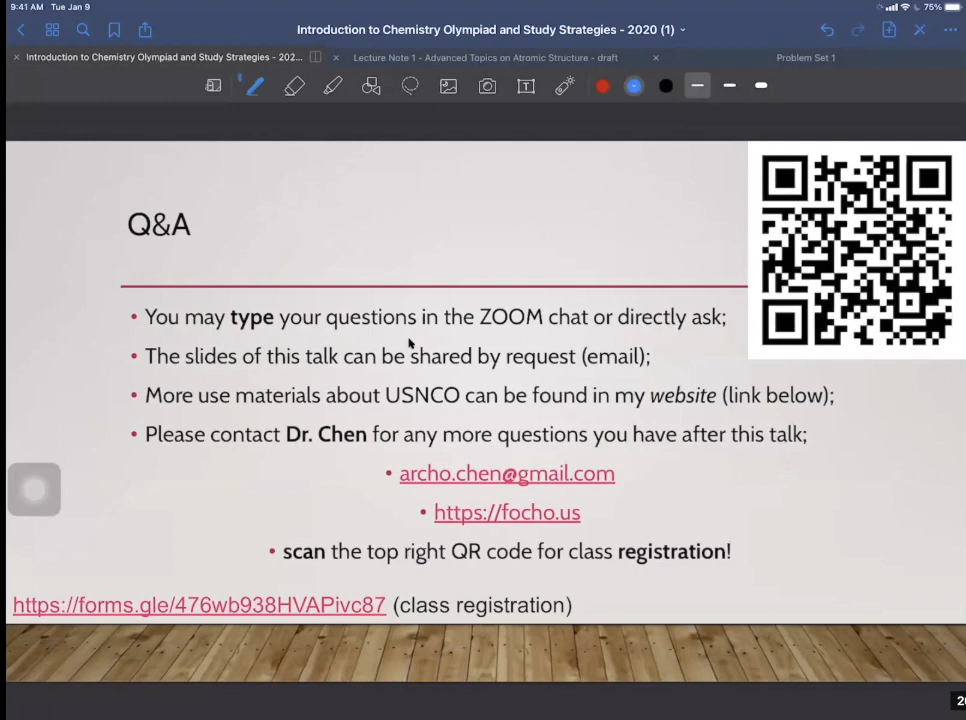 9:41 AM Tue Jan 9
75%
Introduction to Chemistry Olympiad and Study Strategies - 2020 (1)
Introduction to Chemistry Olympiad and Study Strategies - 202...
Lecture Note 1 - Advanced Topics on Atromic Structure - draft
Problem Set 1
Q&A
• You may type your questions in the ZOOM chat or directly ask;
• The slides of this talk can be shared by request (email);
• More use materials about USNCO can be found in my website (link below);
• Please contact Dr. Chen for any more questions you have after this talk;
• archo.chen@gmail.com
• https://focho.us
• scan the top right QR code for class registration!
https://forms.gle/476wb938HVAPivc87 (class registration)